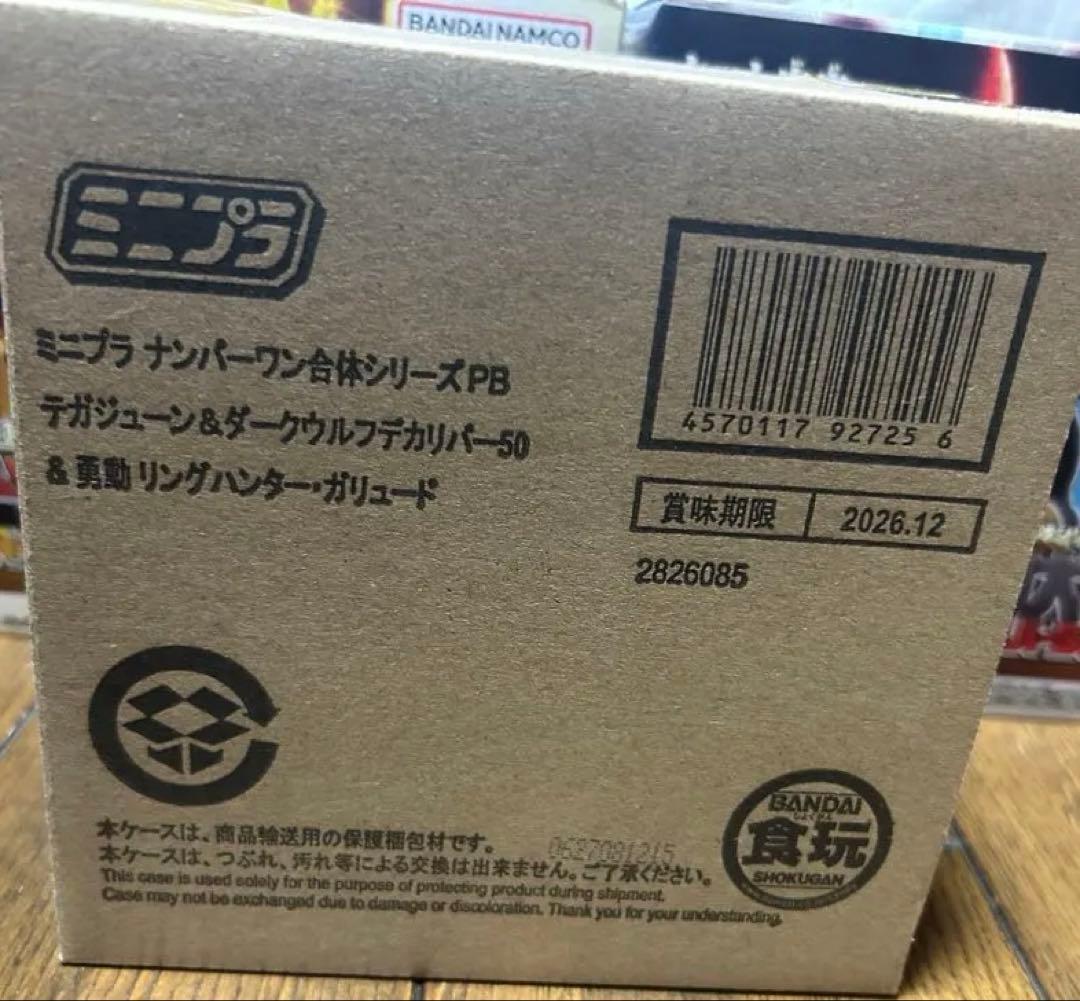 BANDAI NAMCO
ミニプラ
ミニプラ ナンバーワン合体シリーズPB
テガジューン&ダークウルフデカリバー50
& 勇動 リングハンター・ガリュード
4570117 92725 6
賞味期限 2026.12
2826085
本ケースは、商品輸送用の保護梱包材です。
本ケースは、つぶれ、汚れ等による交換は出来ません。ご了承ください。
This case is used solely for the purpose of protecting product during shipment.
Case may not be exchanged due to damage or discoloration. Thank you for your understanding.
BANDAI
食玩
SHOKUGAN